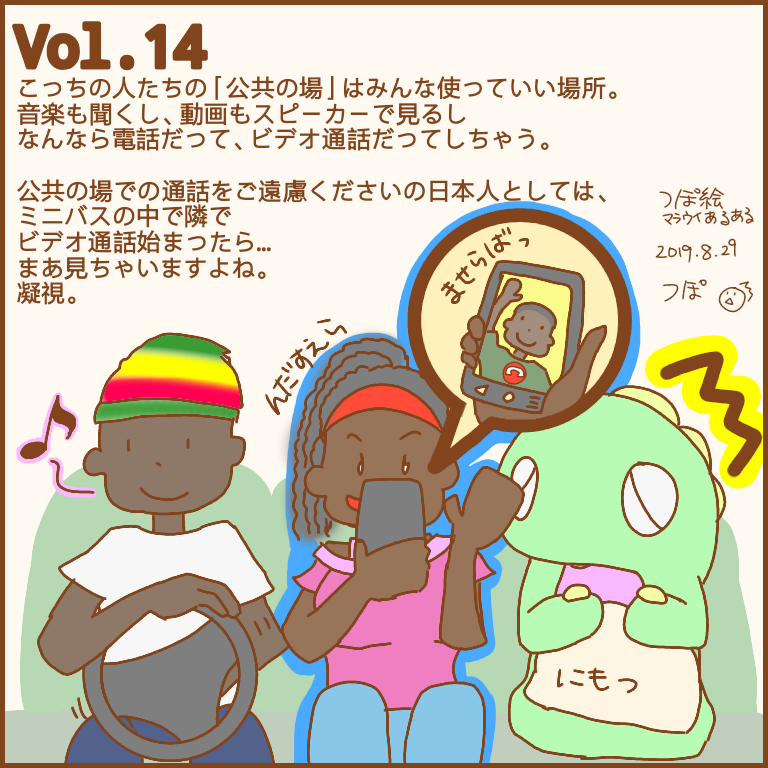 Vol.14
こっちの人たちの「公共の場」はみんな使っていい場所。
音楽も聞くし、動画もスピーカーで見るし
なんなら電話だって、ビデオ通話だってしちゃう。
公共の場での通話をご遠慮くださいの日本人としては、
ミニバスの中で隣で
ビデオ通話始まったら…
まあ見ちゃいますよね。
凝視。
つぽ絵
マラウイあるある
2019.8.29
つぽ
ませらばっ
んだすえら
にもつ